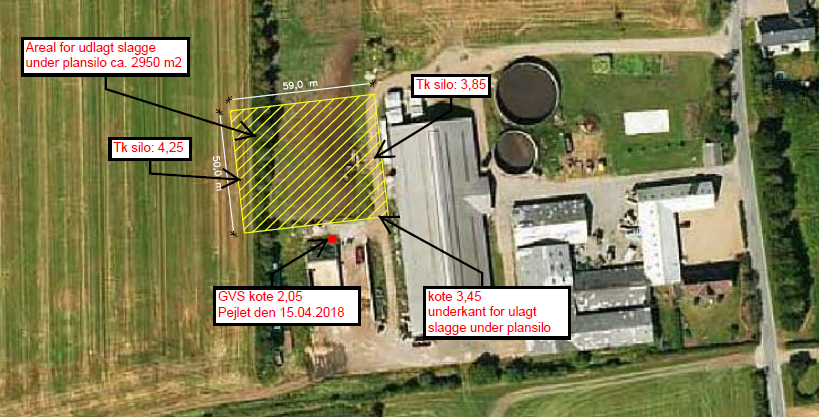 Areal for udlagt slagge
under plansilo ca. 2950 m2
59,0 m
Tk silo: 3,85
Tk silo: 4,25
50,0 m
GVS kote 2,05
Pejlet den 15.04.2018
kote 3,45
underkant for ulagt
slagge under plansilo